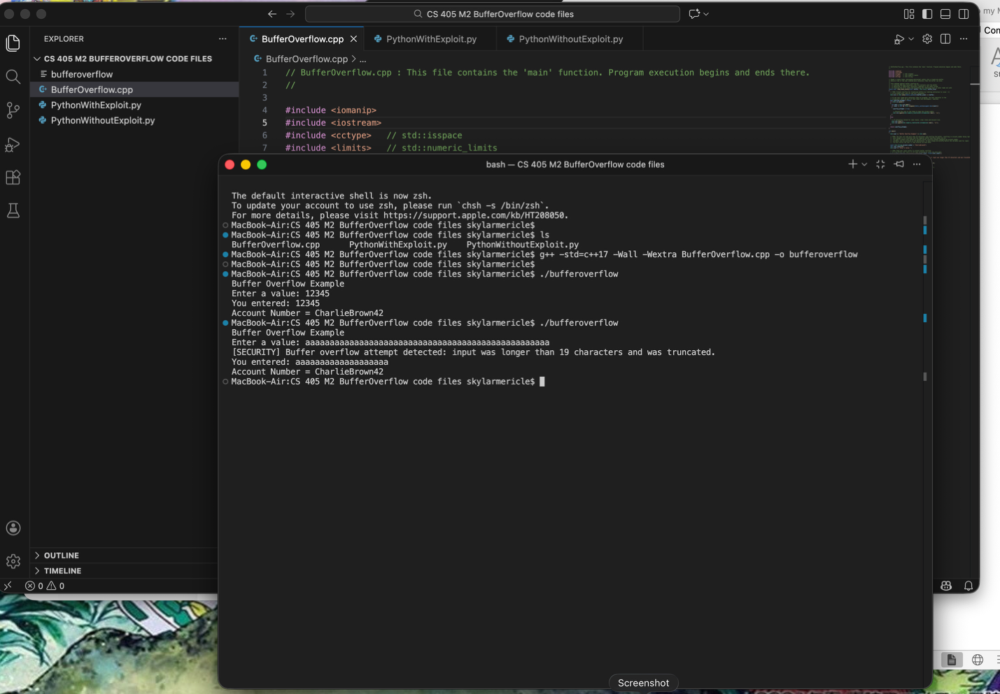 CS 405 M2 BufferOverflow code files
EXPLORER
CS 405 M2 BUFFEROVERFLOW CODE FILES
bufferoverflow
BufferOverflow.cpp
PythonWithExploit.py
PythonWithoutExploit.py
OUTLINE
TIMELINE
0 0
BufferOverflow.cpp
PythonWithExploit.py
PythonWithoutExploit.py
BufferOverflow.cpp > ...
1 // BufferOverflow.cpp : This file contains the 'main' function. Program execution begins and ends there.
2 //
3
4 #include <iomanip>
5 #include <iostream>
6 #include <cctype> // std::isspace
7 #include <limits> // std::numeric_limits
bash — CS 405 M2 BufferOverflow code files
The default interactive shell is now zsh.
To update your account to use zsh, please run `chsh -s /bin/zsh`.
For more details, please visit https://support.apple.com/kb/HT208050.
MacBook-Air:CS 405 M2 BufferOverflow code files skylarmericle$
MacBook-Air:CS 405 M2 BufferOverflow code files skylarmericle$ ls
BufferOverflow.cpp PythonWithExploit.py PythonWithoutExploit.py
MacBook-Air:CS 405 M2 BufferOverflow code files skylarmericle$ g++ -std=c++17 -Wall -Wextra BufferOverflow.cpp -o bufferoverflow
MacBook-Air:CS 405 M2 BufferOverflow code files skylarmericle$
MacBook-Air:CS 405 M2 BufferOverflow code files skylarmericle$ ./bufferoverflow
Buffer Overflow Example
Enter a value: 12345
You entered: 12345
Account Number = CharlieBrown42
MacBook-Air:CS 405 M2 BufferOverflow code files skylarmericle$ ./bufferoverflow
Buffer Overflow Example
Enter a value: aaaaaaaaaaaaaaaaaaaaaaaaaaaaaaaaaaaaaaaaaaaaaaaaaa
[SECURITY] Buffer overflow attempt detected: input was longer than 19 characters and was truncated.
You entered: aaaaaaaaaaaaaaaaaaa
Account Number = CharlieBrown42
MacBook-Air:CS 405 M2 BufferOverflow code files skylarmericle$
Screenshot
my